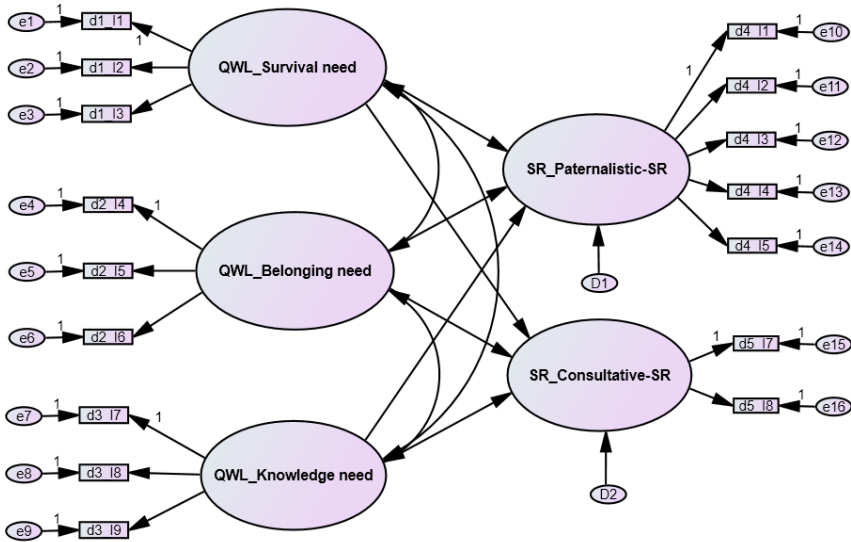 e1 1 d1_I1
1
e2 1 d1_I2
e3 1 d1_I3
QWL_Survival need
e4 1 d2_I4 1
e5 1 d2_I5
e6 1 d2_I6
QWL_Belonging need
e7 1 d3_I7 1
e8 1 d3_I8
e9 1 d3_I9
QWL_Knowledge need
SR_Paternalistic-SR
1 d4_I1 1 e10
d4_I2 1 e11
d4_I3 1 e12
d4_I4 1 e13
d4_I5 1 e14
D1
SR_Consultative-SR
1 d5_I7 1 e15
d5_I8 1 e16
D2